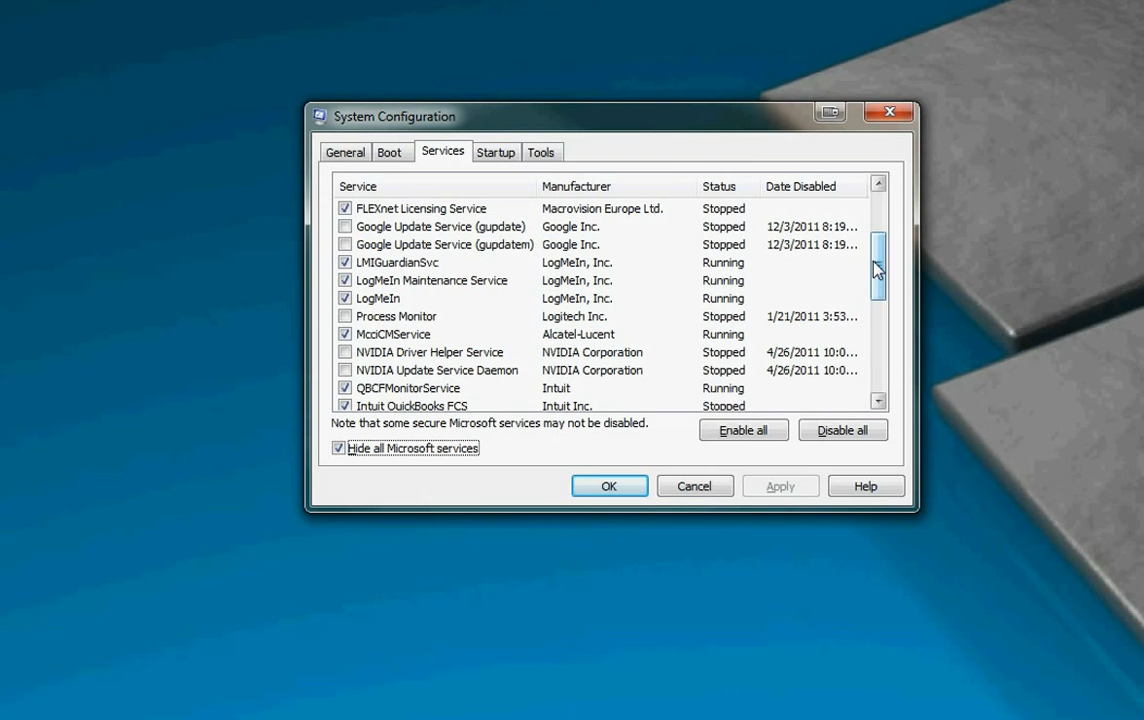 System Configuration
General Boot Services Startup Tools
Service Manufacturer Status Date Disabled
FLEXnet Licensing Service Macrovision Europe Ltd. Stopped
Google Update Service (gupdate) Google Inc. Stopped 12/3/2011 8:19...
Google Update Service (gupdatem) Google Inc. Stopped 12/3/2011 8:19...
LMIGuardianSvc LogMeIn, Inc. Running
LogMeIn Maintenance Service LogMeIn, Inc. Running
LogMeIn LogMeIn, Inc. Running
Process Monitor Logitech Inc. Stopped 1/21/2011 3:53...
McciCMService Alcatel-Lucent Running
NVIDIA Driver Helper Service NVIDIA Corporation Stopped 4/26/2011 10:0...
NVIDIA Update Service Daemon NVIDIA Corporation Stopped 4/26/2011 10:0...
QBCFMonitorService Intuit Running
Intuit QuickBooks FCS Intuit Inc. Stopped
Note that some secure Microsoft services may not be disabled.
Enable all Disable all
Hide all Microsoft services
OK Cancel Apply Help